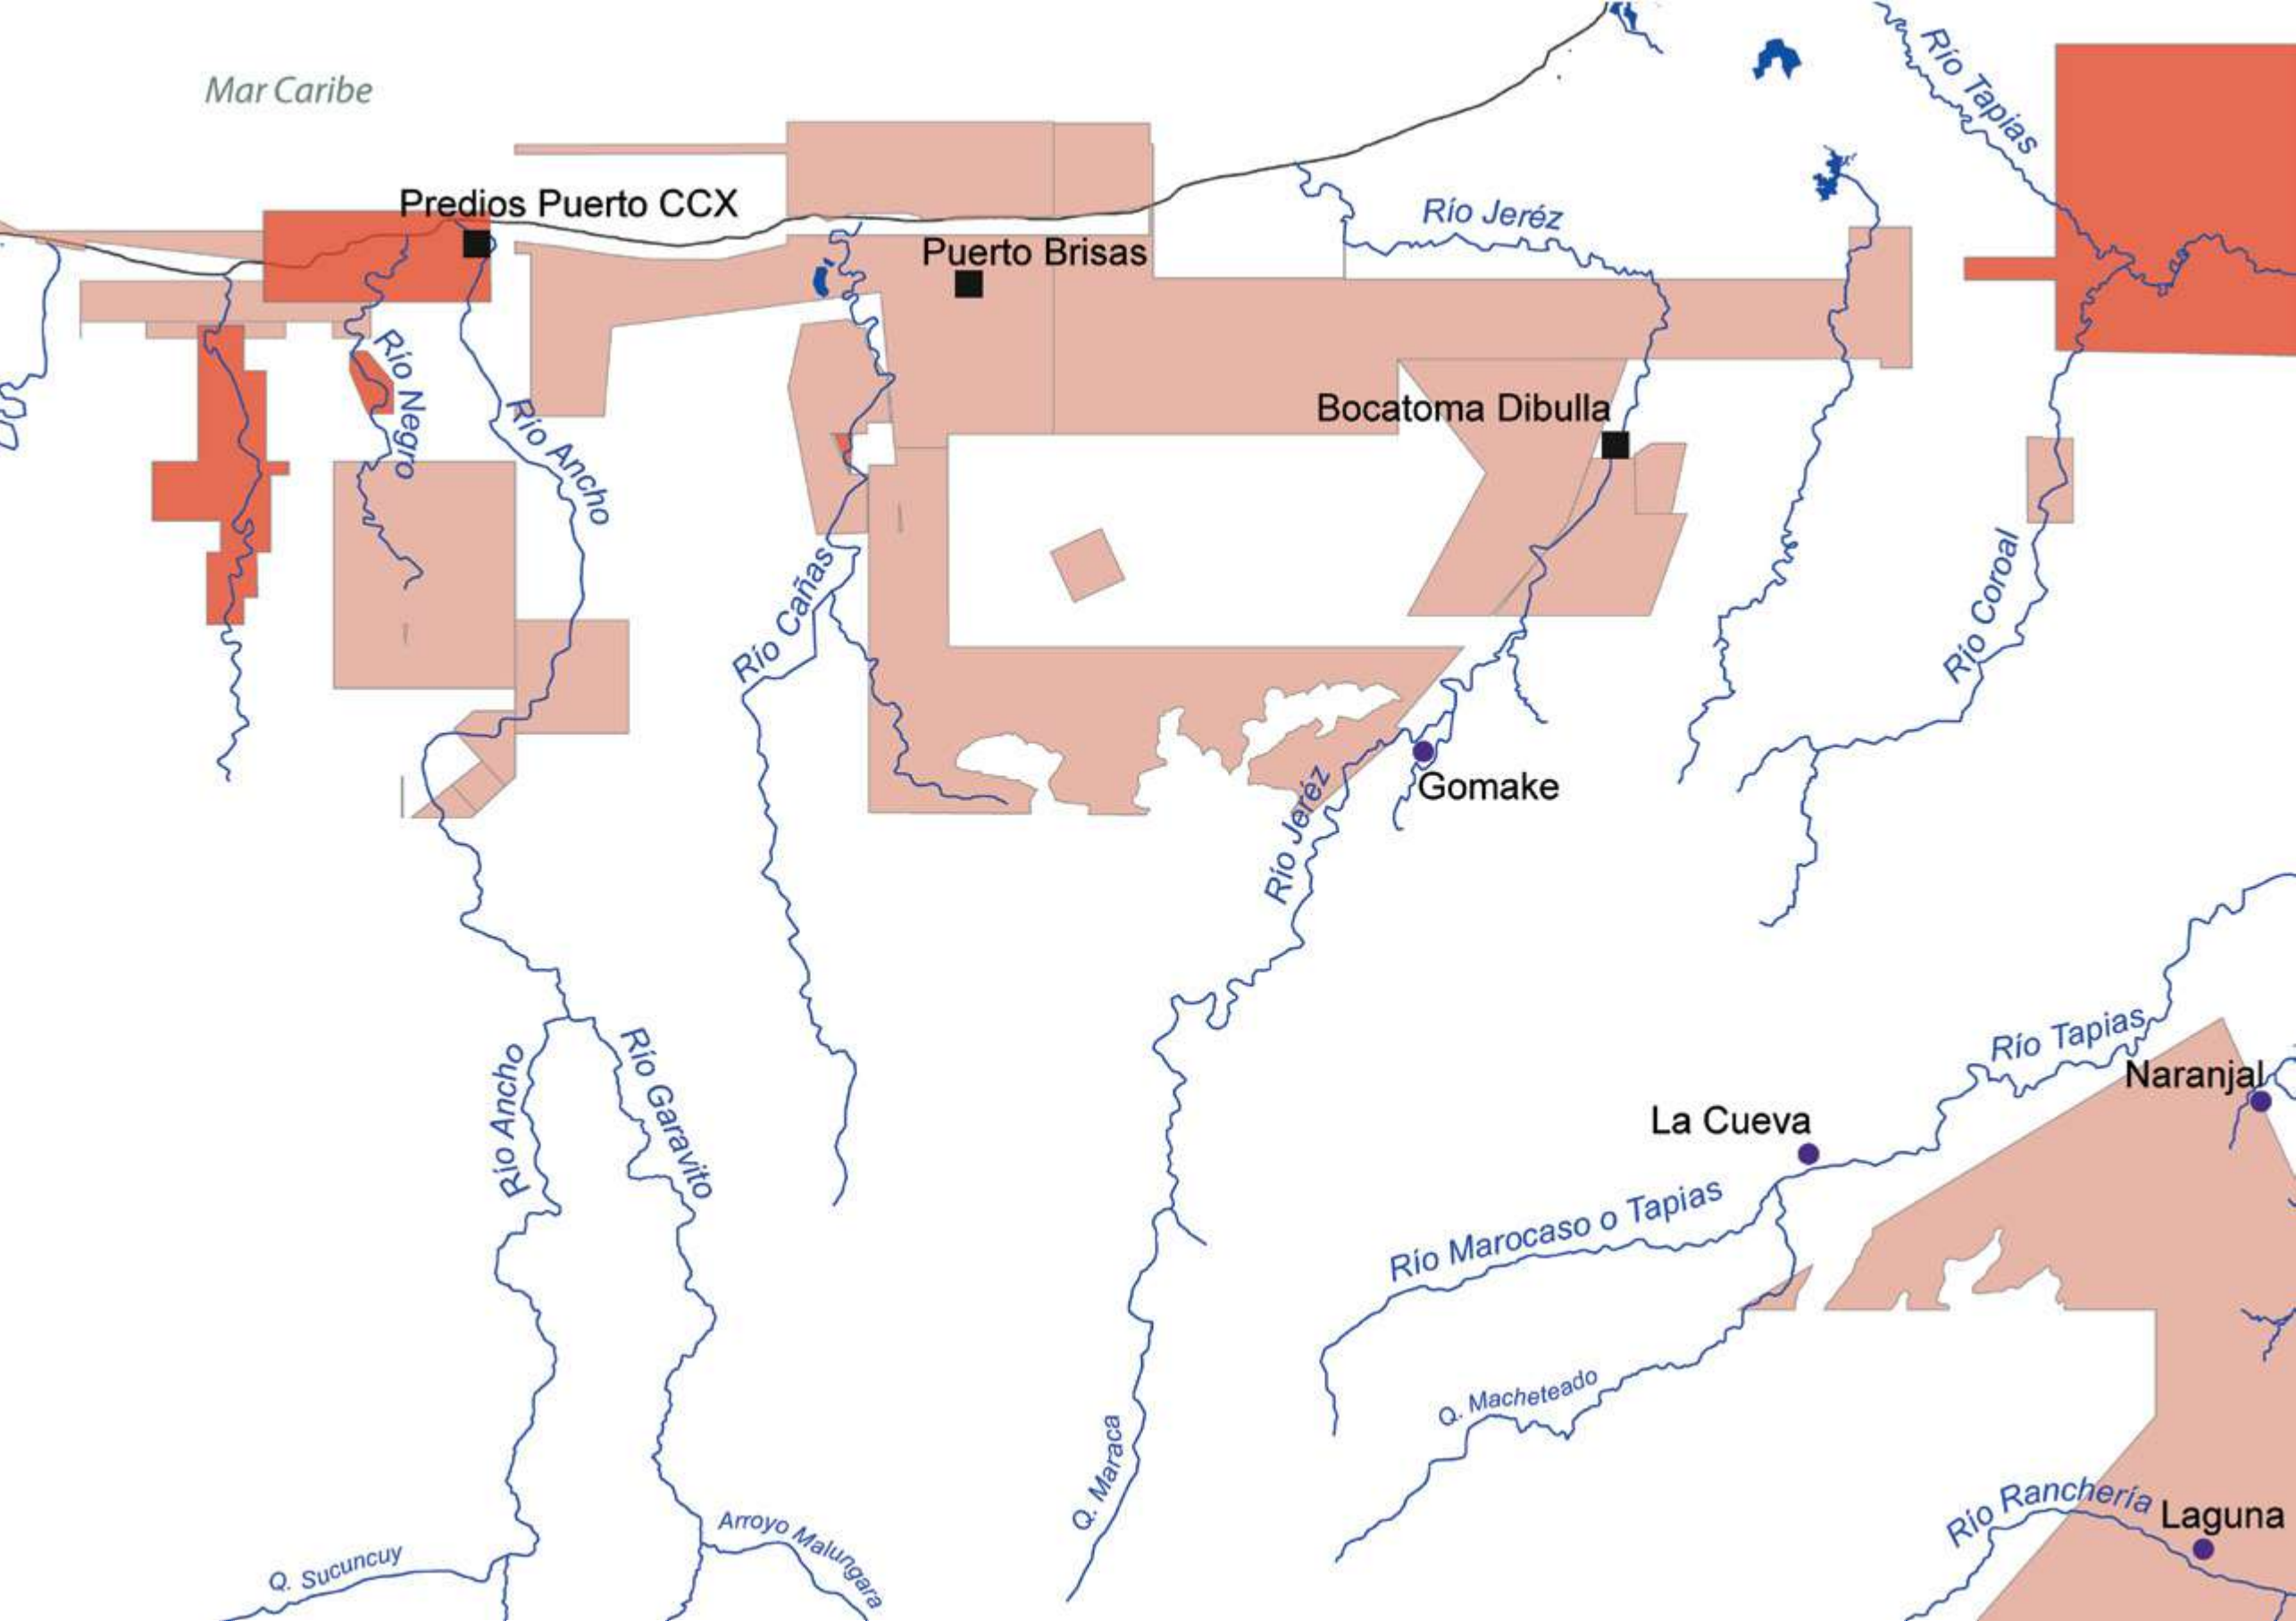 Mar Caribe
Río Tapias
Predios Puerto CCX
Río Jeréz
Puerto Brisas
Río Negro
Río Ancho
Bocatoma Dibulla
Río Cañas
Río Coroal
Gomake
Río Jeréz
Río Tapias
Naranjal
La Cueva
Río Ancho
Río Garavito
Río Marocaso o Tapias
Q. Macheteado
Q. Maraca
Río Ranchería
Laguna
Arroyo Malungara
Q. Sucuncuy